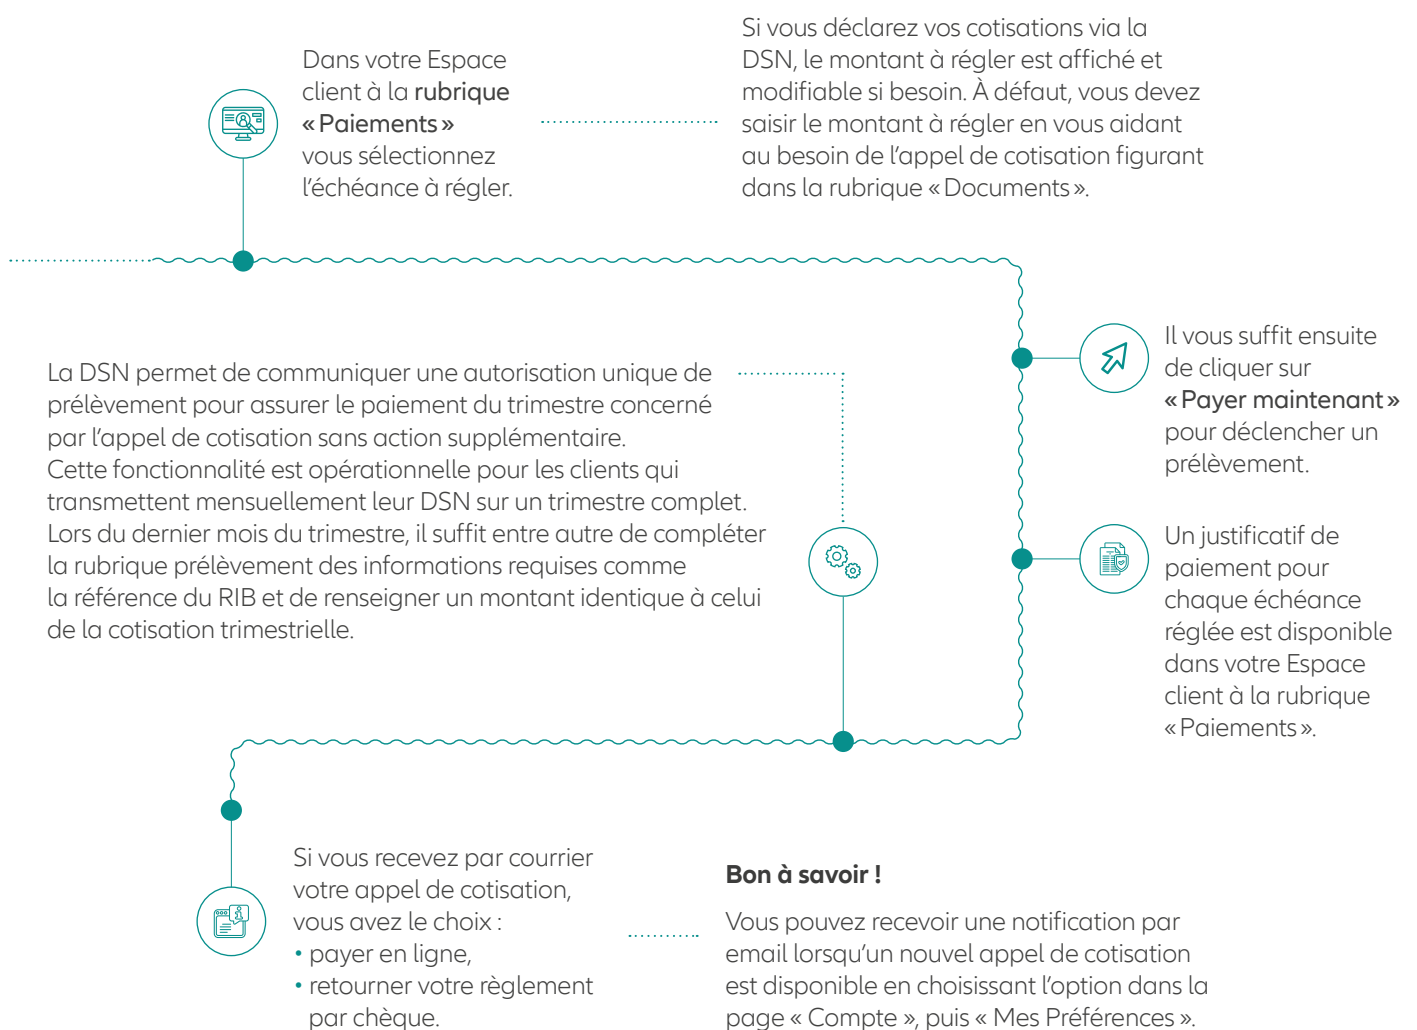 Dans votre Espace
client à la rubrique
« Paiements »
vous sélectionnez
l’échéance à régler.
Si vous déclarez vos cotisations via la
DSN, le montant à régler est affiché et
modifiable si besoin. À défaut, vous devez
saisir le montant à régler en vous aidant
au besoin de l’appel de cotisation figurant
dans la rubrique « Documents ».
Il vous suffit ensuite
de cliquer sur
« Payer maintenant »
pour déclencher un
prélèvement.
Un justificatif de
paiement pour
chaque échéance
réglée est disponible
dans votre Espace
client à la rubrique
« Paiements ».
La DSN permet de communiquer une autorisation unique de
prélèvement pour assurer le paiement du trimestre concerné
par l’appel de cotisation sans action supplémentaire.
Cette fonctionnalité est opérationnelle pour les clients qui
transmettent mensuellement leur DSN sur un trimestre complet.
Lors du dernier mois du trimestre, il suffit entre autre de compléter
la rubrique prélèvement des informations requises comme
la référence du RIB et de renseigner un montant identique à celui
de la cotisation trimestrielle.
Si vous recevez par courrier
votre appel de cotisation,
vous avez le choix :
• payer en ligne,
• retourner votre règlement
par chèque.
Bon à savoir !
Vous pouvez recevoir une notification par
email lorsqu’un nouvel appel de cotisation
est disponible en choisissant l’option dans la
page « Compte », puis « Mes Préférences ».